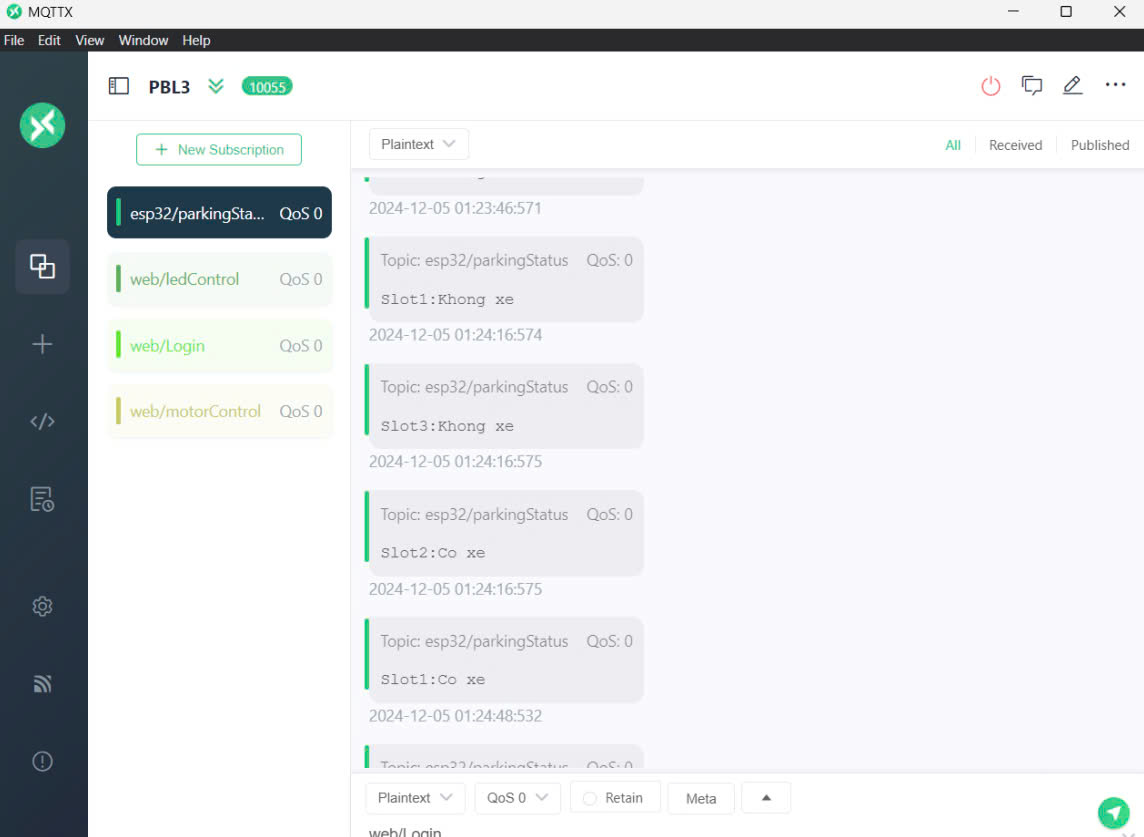 MQTTX
File Edit View Window Help
PBL3 10055
+ New Subscription
esp32/parkingSta... QoS 0
web/ledControl QoS 0
web/Login QoS 0
web/motorControl QoS 0
Plaintext All Received Published
2024-12-05 01:23:46:571
Topic: esp32/parkingStatus QoS: 0
Slot1:Khong xe
2024-12-05 01:24:16:574
Topic: esp32/parkingStatus QoS: 0
Slot3:Khong xe
2024-12-05 01:24:16:575
Topic: esp32/parkingStatus QoS: 0
Slot2:Co xe
2024-12-05 01:24:16:575
Topic: esp32/parkingStatus QoS: 0
Slot1:Co xe
2024-12-05 01:24:48:532
Topic: esp32/parkingStatus QoS: 0
Plaintext QoS 0 Retain Meta
web/Login